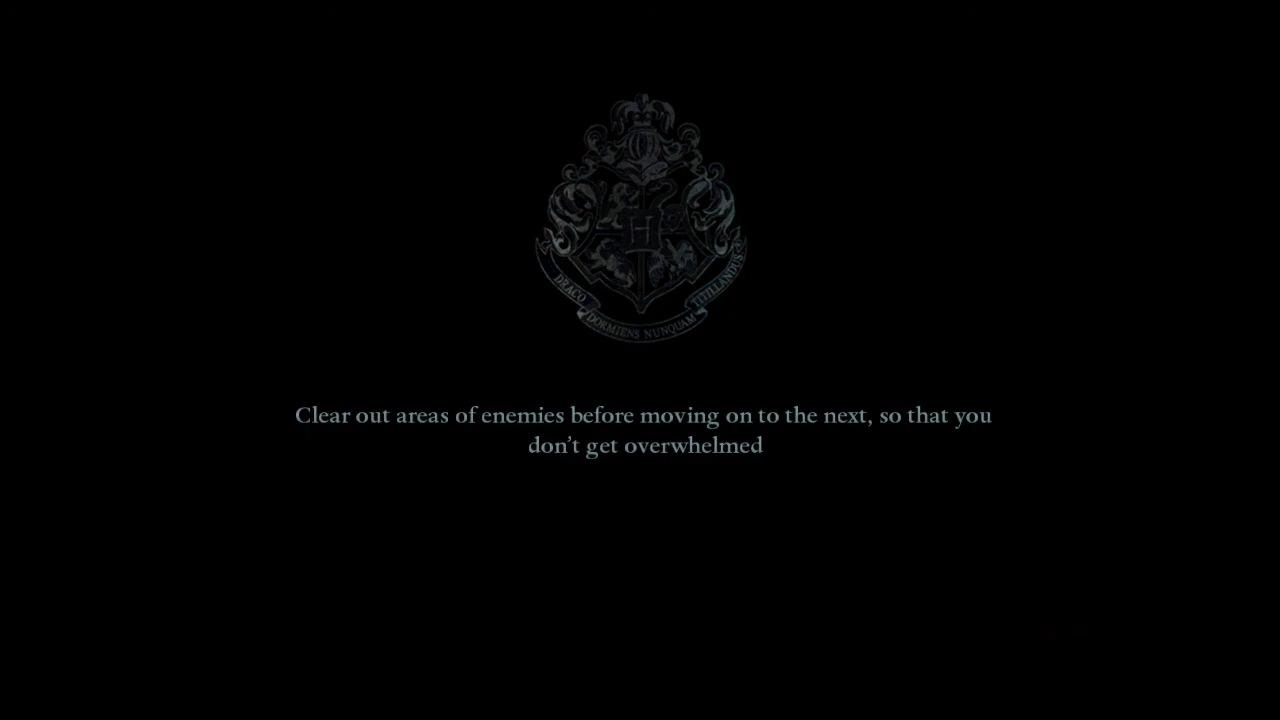 H
DRACO
DORMIENS NUNQUAM
TITILLANDUS
Clear out areas of enemies before moving on to the next, so that you
don't get overwhelmed